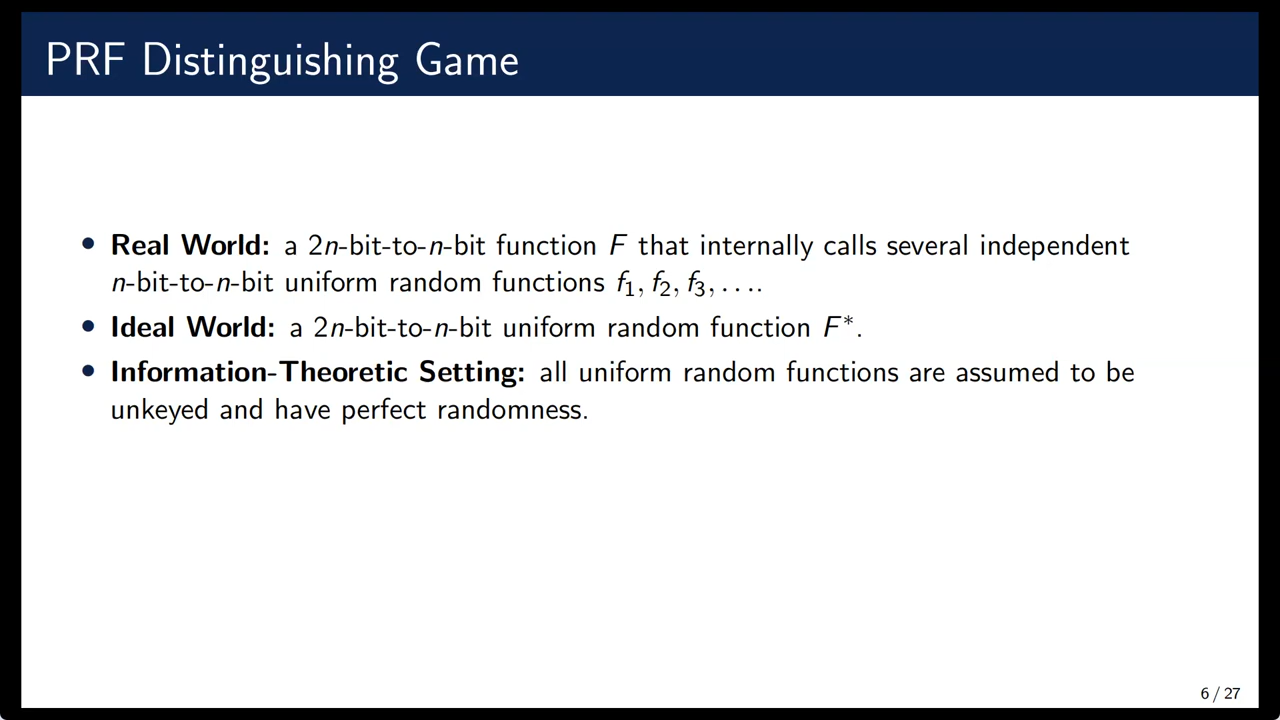 PRF Distinguishing Game
• Real World: a 2n-bit-to-n-bit function F that internally calls several independent
n-bit-to-n-bit uniform random functions f₁, f₂, f₃, . . ..
• Ideal World: a 2n-bit-to-n-bit uniform random function F*.
• Information-Theoretic Setting: all uniform random functions are assumed to be
unkeyed and have perfect randomness.
6 / 27